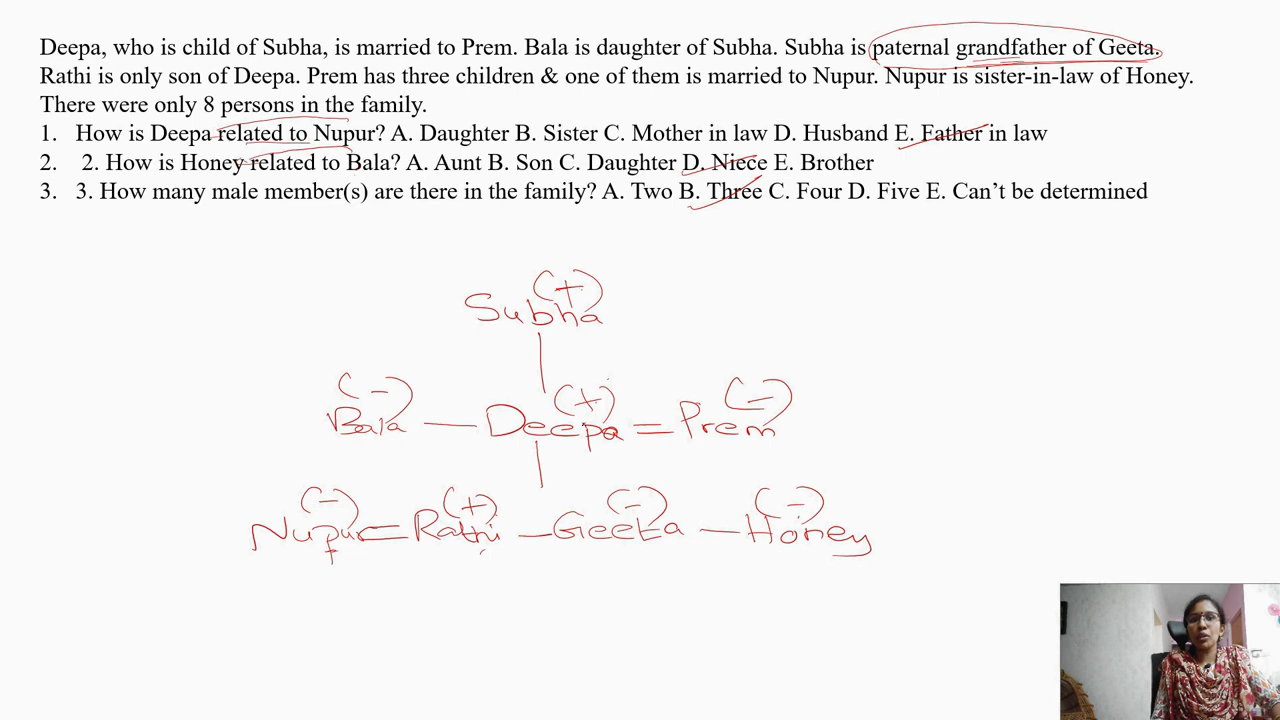 Deepa, who is child of Subha, is married to Prem. Bala is daughter of Subha. Subha is paternal grandfather of Geeta.
Rathi is only son of Deepa. Prem has three children & one of them is married to Nupur. Nupur is sister-in-law of Honey.
There were only 8 persons in the family.
1. How is Deepa related to Nupur? A. Daughter B. Sister C. Mother in law D. Husband E. Father in law
2. 2. How is Honey related to Bala? A. Aunt B. Son C. Daughter D. Niece E. Brother
3. 3. How many male member(s) are there in the family? A. Two B. Three C. Four D. Five E. Can’t be determined
(+)
Subha
(-) (+) (-)
Bala — Deepa = Prem
(-) (+) (-) (-)
Nupur = Rathi — Geeta — Honey